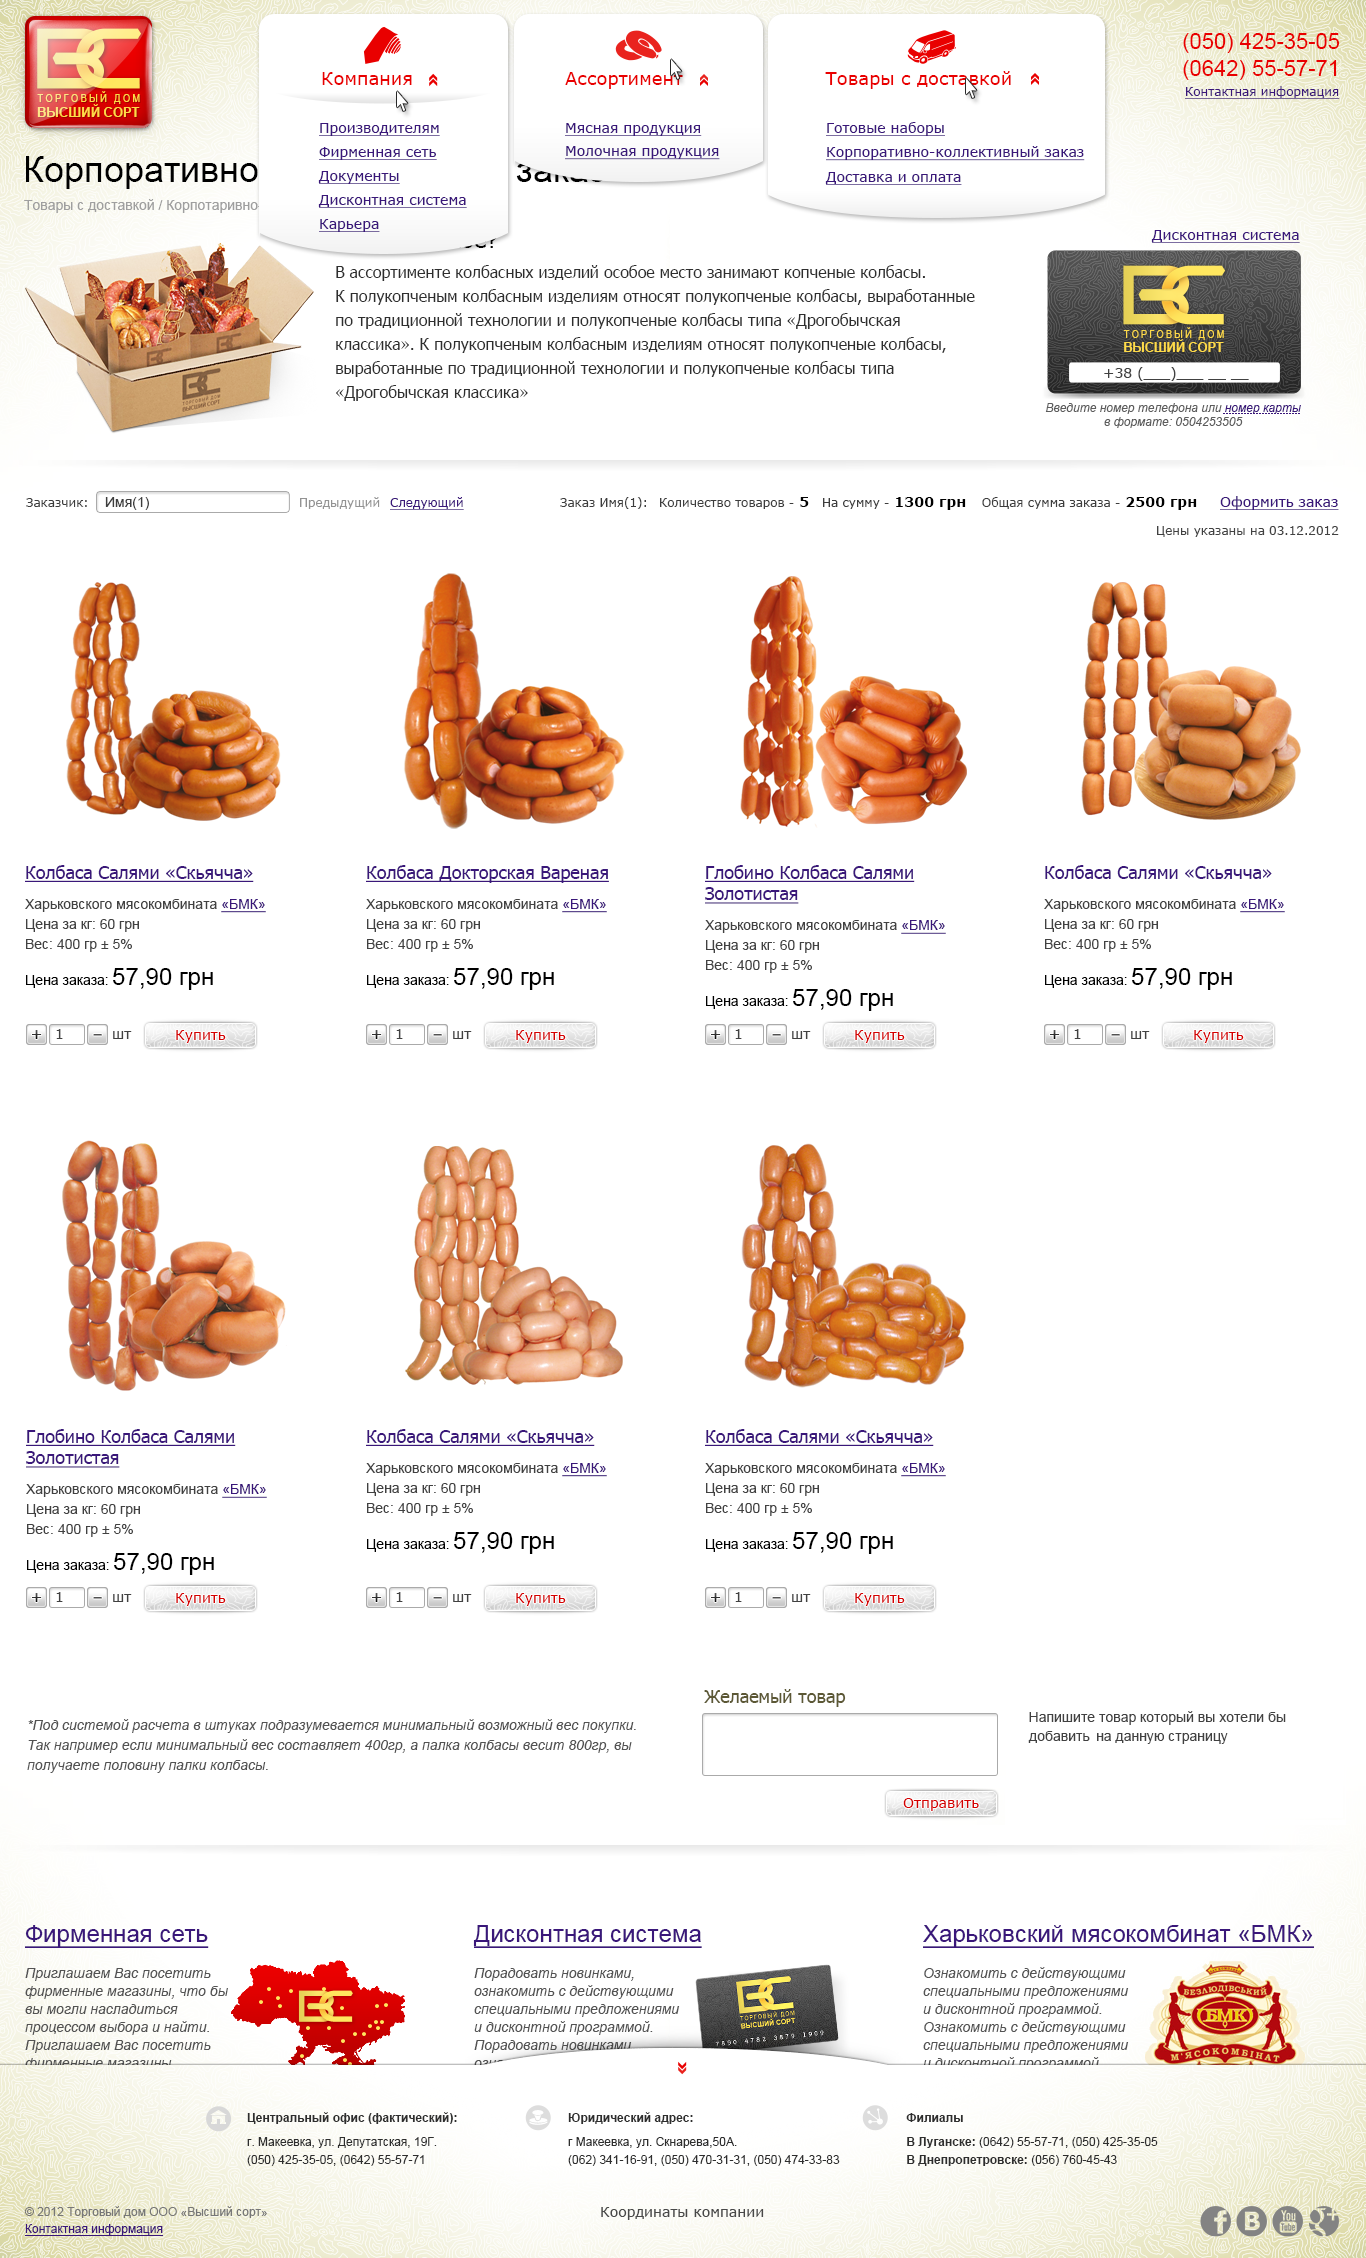 ТОРГОВЫЙ ДОМ
ВЫСШИЙ СОРТ
Компания
Ассортимент
Товары с доставкой
(050) 425-35-05
(0642) 55-57-71
Контактная информация
Производителям
Фирменная сеть
Документы
Дисконтная система
Карьера
Мясная продукция
Молочная продукция
Готовые наборы
Корпоративно-коллективный заказ
Доставка и оплата
Корпоративно
Товары с доставкой / Корпотаривно
В ассортименте колбасных изделий особое место занимают копченые колбасы.
К полукопченым колбасным изделиям относят полукопченые колбасы, выработанные
по традиционной технологии и полукопченые колбасы типа «Дрогобычская
классика». К полукопченым колбасным изделиям относят полукопченые колбасы,
выработанные по традиционной технологии и полукопченые колбасы типа
«Дрогобычская классика»
ТОРГОВЫЙ ДОМ
ВЫСШИЙ СОРТ
Дисконтная система
ТОРГОВЫЙ ДОМ
ВЫСШИЙ СОРТ
+38 (___)___ __ __
Введите номер телефона или номер карты
в формате: 0504253505
Заказчик: Имя(1) Предыдущий Следующий
Заказ Имя(1): Количество товаров - 5 На сумму - 1300 грн Общая сумма заказа - 2500 грн Оформить заказ
Цены указаны на 03.12.2012
Колбаса Салями «Скьячча»
Харьковского мясокомбината «БМК»
Цена за кг: 60 грн
Вес: 400 гр ± 5%
Цена заказа: 57,90 грн
+ 1 − шт Купить
Колбаса Докторская Вареная
Харьковского мясокомбината «БМК»
Цена за кг: 60 грн
Вес: 400 гр ± 5%
Цена заказа: 57,90 грн
+ 1 − шт Купить
Глобино Колбаса Салями
Золотистая
Харьковского мясокомбината «БМК»
Цена за кг: 60 грн
Вес: 400 гр ± 5%
Цена заказа: 57,90 грн
+ 1 − шт Купить
Колбаса Салями «Скьячча»
Харьковского мясокомбината «БМК»
Цена за кг: 60 грн
Вес: 400 гр ± 5%
Цена заказа: 57,90 грн
+ 1 − шт Купить
Глобино Колбаса Салями
Золотистая
Харьковского мясокомбината «БМК»
Цена за кг: 60 грн
Вес: 400 гр ± 5%
Цена заказа: 57,90 грн
+ 1 − шт Купить
Колбаса Салями «Скьячча»
Харьковского мясокомбината «БМК»
Цена за кг: 60 грн
Вес: 400 гр ± 5%
Цена заказа: 57,90 грн
+ 1 − шт Купить
Колбаса Салями «Скьячча»
Харьковского мясокомбината «БМК»
Цена за кг: 60 грн
Вес: 400 гр ± 5%
Цена заказа: 57,90 грн
+ 1 − шт Купить
*Под системой расчета в штуках подразумевается минимальный возможный вес покупки.
Так например если минимальный вес составляет 400гр, а палка колбасы весит 800гр, вы
получаете половину палки колбасы.
Желаемый товар
Отправить
Напишите товар который вы хотели бы
добавить на данную страницу
Фирменная сеть
Приглашаем Вас посетить
фирменные магазины, что бы
вы могли насладиться
процессом выбора и найти.
Приглашаем Вас посетить
фирменные магазины
Дисконтная система
Порадовать новинками,
ознакомить с действующими
специальными предложениями
и дисконтной программой.
Порадовать новинками
ТОРГОВЫЙ ДОМ
ВЫСШИЙ СОРТ
7890 4782 3879 1909
Харьковский мясокомбинат «БМК»
Ознакомить с действующими
специальными предложениями
и дисконтной программой.
Ознакомить с действующими
специальными предложениями
и дисконтной программой
БЕЗЛЮДІВСЬКИЙ
БМК
М'ЯСОКОМБІНАТ
Центральный офис (фактический):
г. Макеевка, ул. Депутатская, 19Г.
(050) 425-35-05, (0642) 55-57-71
Юридический адрес:
г Макеевка, ул. Скнарева,50А.
(062) 341-16-91, (050) 470-31-31, (050) 474-33-83
Филиалы
В Луганске: (0642) 55-57-71, (050) 425-35-05
В Днепропетровске: (056) 760-45-43
© 2012 Торговый дом ООО «Высший сорт»
Контактная информация
Координаты компании
You Tube